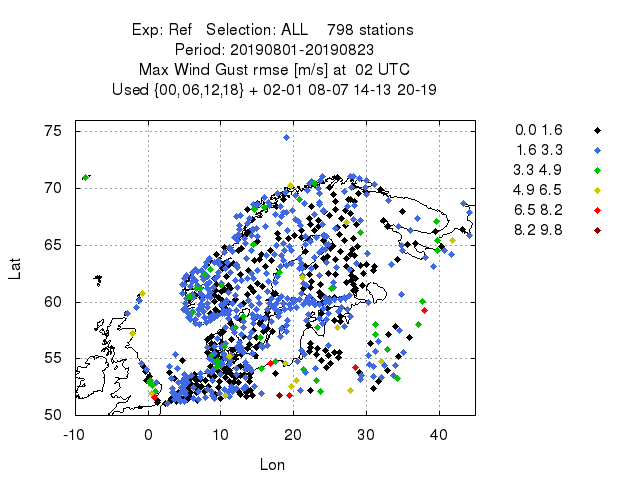 Exp: Ref Selection: ALL 798 stations
Period: 20190801-20190823
Max Wind Gust rmse [m/s] at 02 UTC
Used {00,06,12,18} + 02-01 08-07 14-13 20-19
75
70
65
60
55
50
-10 0 10 20 30 40
Lat
Lon
0.0 1.6
1.6 3.3
3.3 4.9
4.9 6.5
6.5 8.2
8.2 9.8